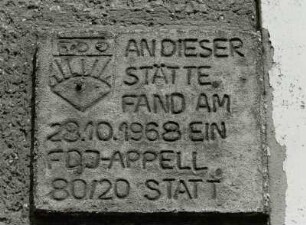 FDJ
AN DIESER
STÄTTE
FAND AM
28.10.1968 EIN
FDJ-APPELL
80/20 STATT